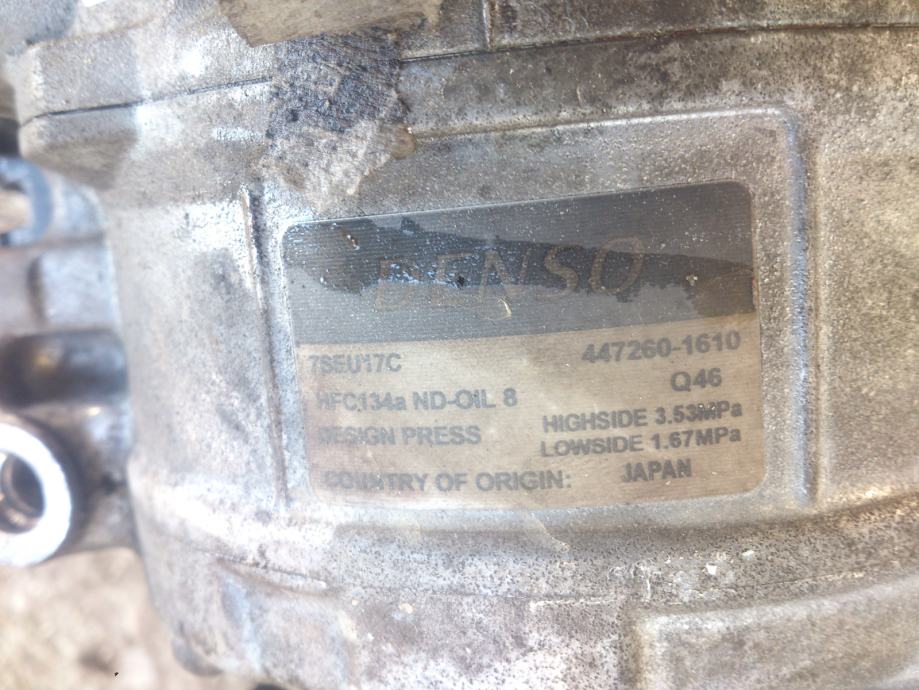 DENSO
7SEU17C 447260-1610
HFC134a ND-OIL 8 Q46
DESIGN PRESS HIGHSIDE 3.53MPa
LOWSIDE 1.67MPa
COUNTRY OF ORIGIN: JAPAN